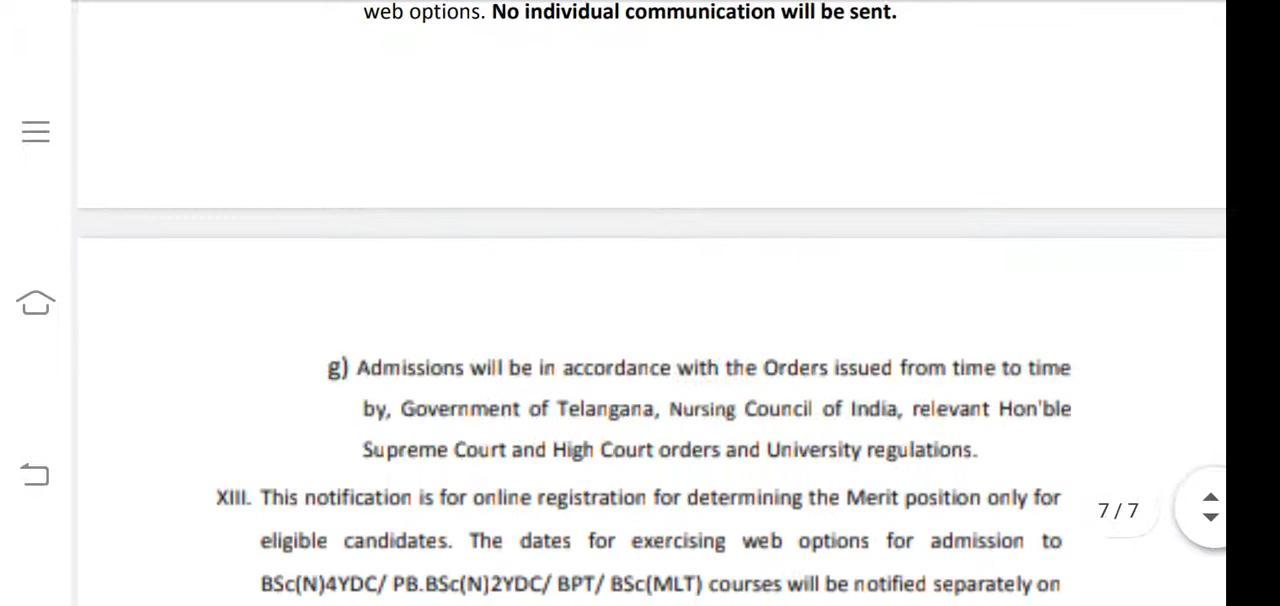 web options. No individual communication will be sent.
g) Admissions will be in accordance with the Orders issued from time to time
by, Government of Telangana, Nursing Council of India, relevant Hon'ble
Supreme Court and High Court orders and University regulations.
XIII. This notification is for online registration for determining the Merit position only for
7/7
eligible candidates. The dates for exercising web options for admission to
BSc(N)4YDC/ PB.BSc(N)2YDC/ BPT/ BSc(MLT) courses will be notified separately on